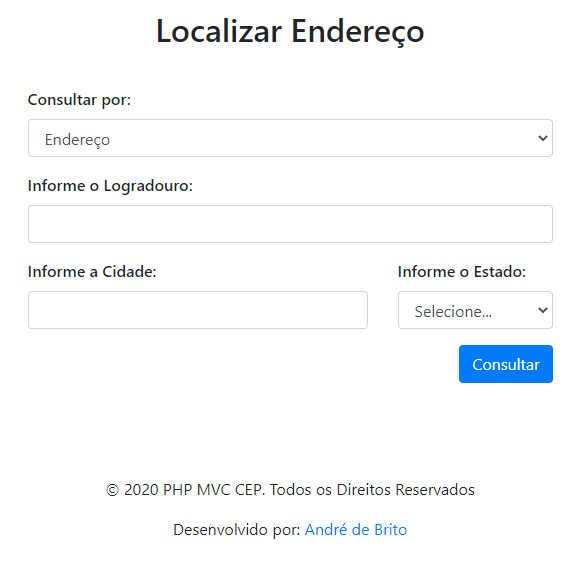 Localizar Endereço
Consultar por:
Endereço
Informe o Logradouro:
Informe a Cidade:
Informe o Estado:
Selecione...
Consultar
© 2020 PHP MVC CEP. Todos os Direitos Reservados
Desenvolvido por: André de Brito